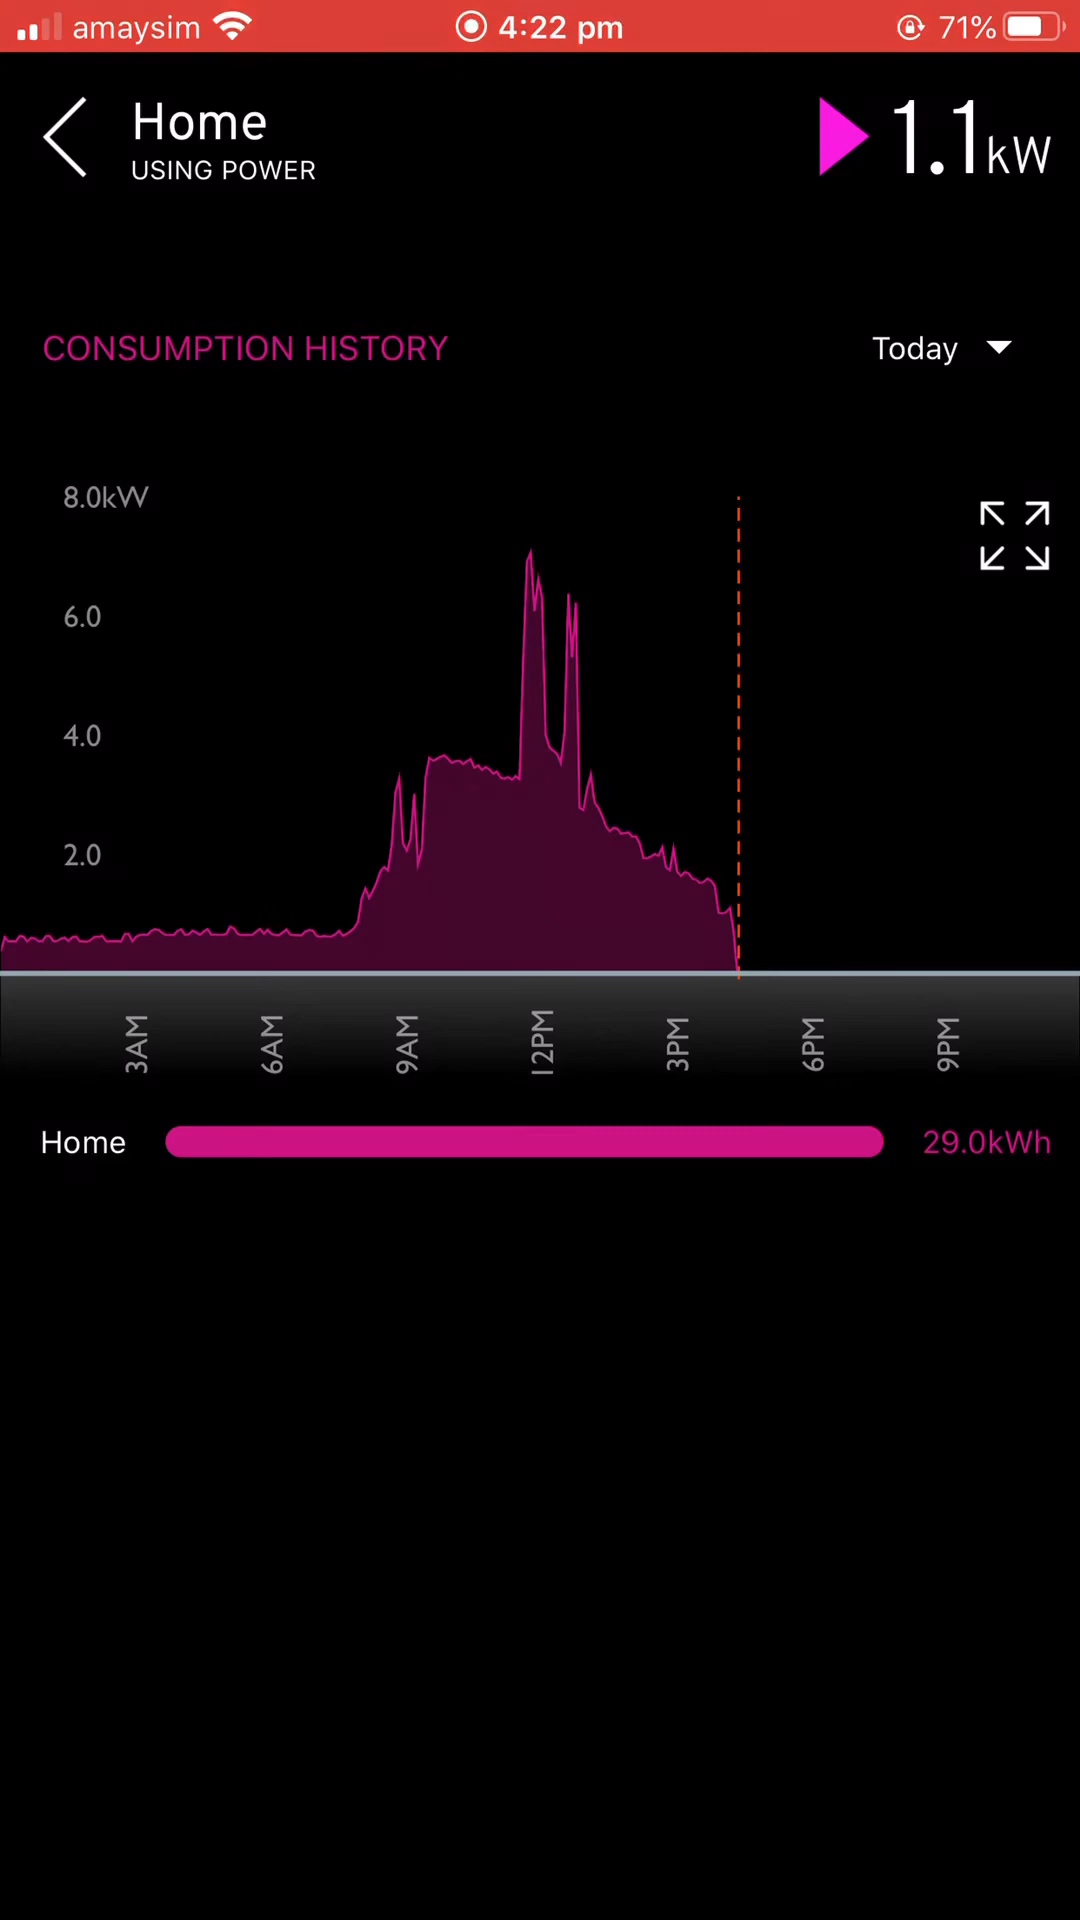 amaysim 4:22 pm 71%
Home 1.1kW
USING POWER
CONSUMPTION HISTORY Today
8.0kW
6.0
4.0
2.0
3AM 6AM 9AM 12PM 3PM 6PM 9PM
Home 29.0kWh